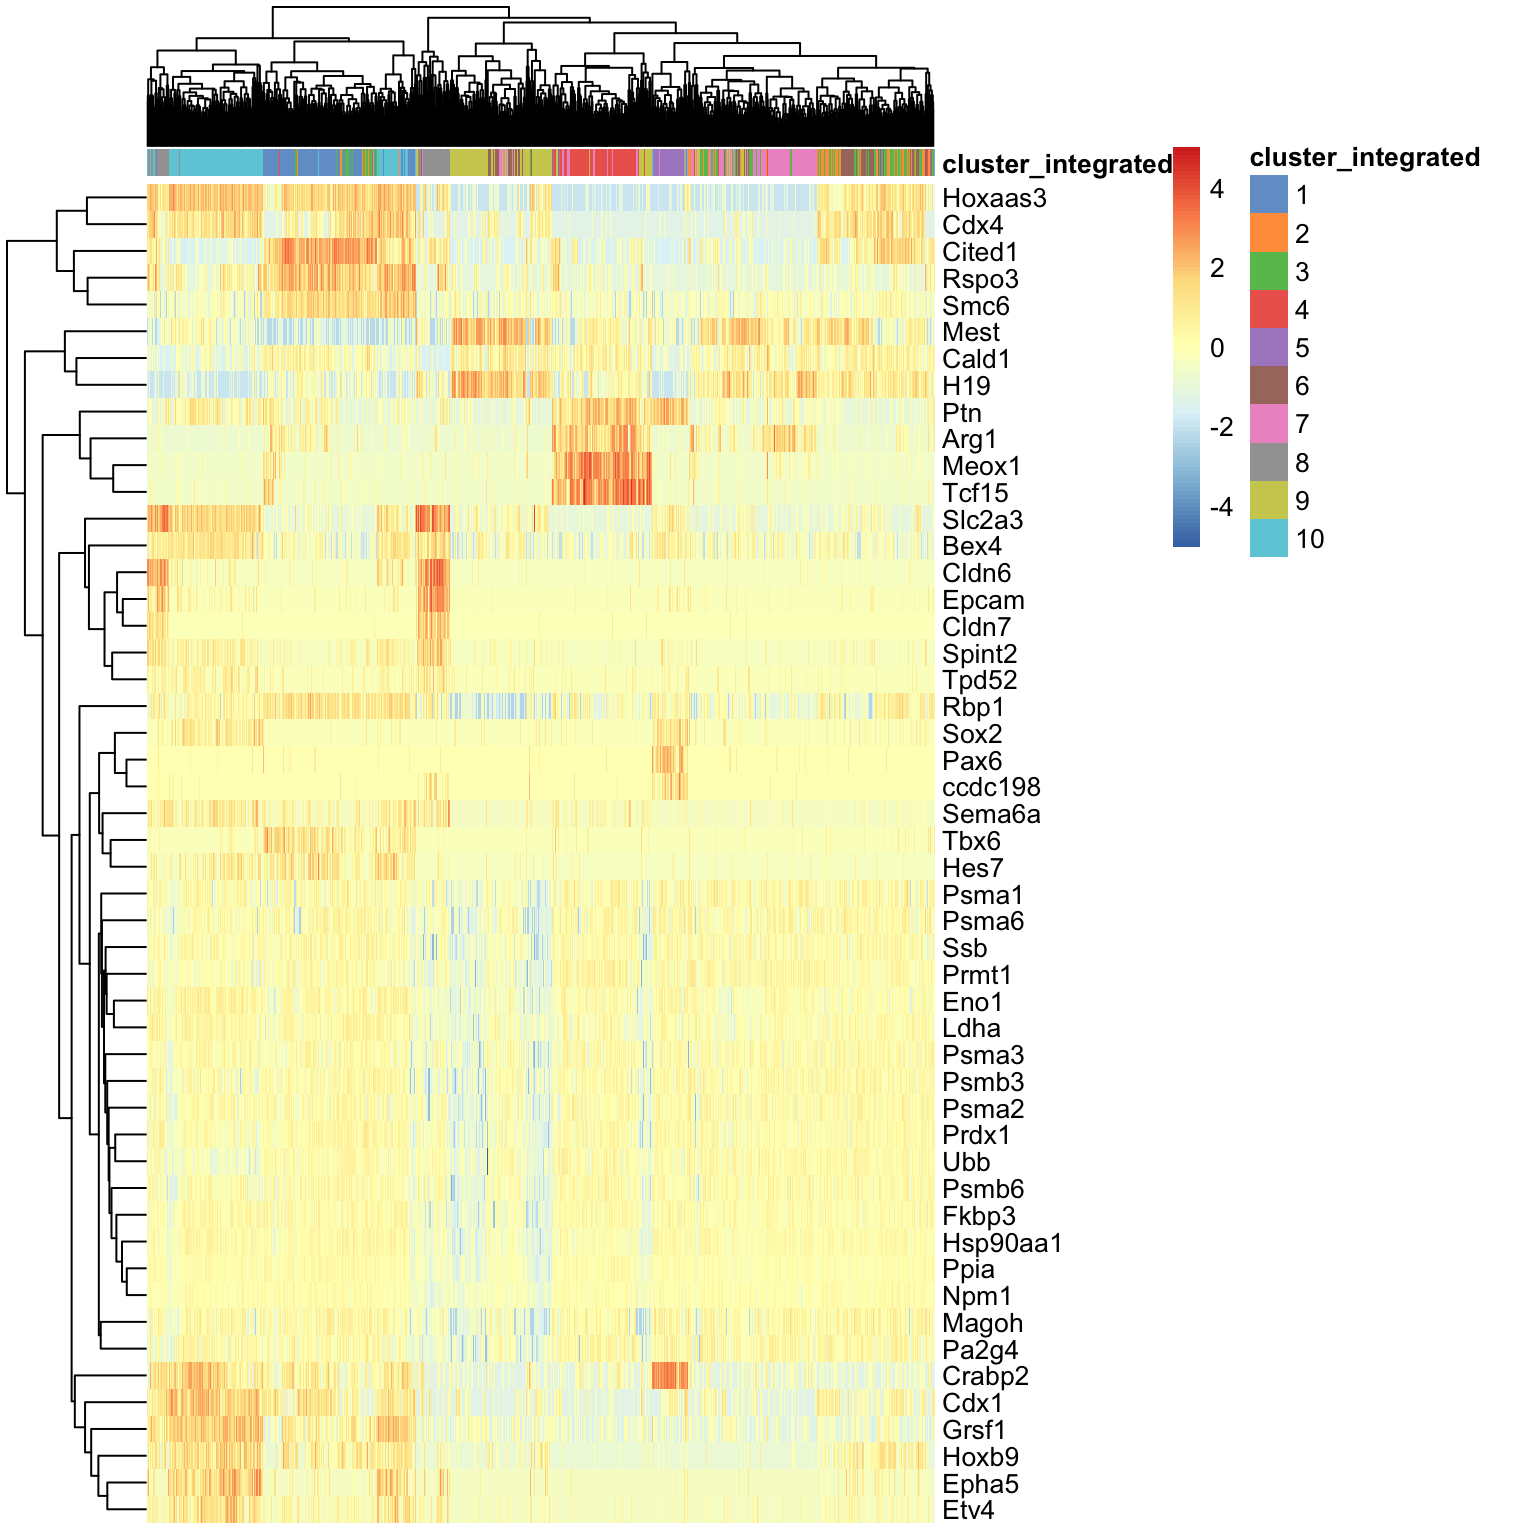 cluster_integrated
Hoxaas3
Cdx4
Cited1
Rspo3
Smc6
Mest
Cald1
H19
Ptn
Arg1
Meox1
Tcf15
Slc2a3
Bex4
Cldn6
Epcam
Cldn7
Spint2
Tpd52
Rbp1
Sox2
Pax6
ccdc198
Sema6a
Tbx6
Hes7
Psma1
Psma6
Ssb
Prmt1
Eno1
Ldha
Psma3
Psmb3
Psma2
Prdx1
Ubb
Psmb6
Fkbp3
Hsp90aa1
Ppia
Npm1
Magoh
Pa2g4
Crabp2
Cdx1
Grsf1
Hoxb9
Epha5
Etv4
4
2
0
-2
-4
cluster_integrated
1
2
3
4
5
6
7
8
9
10